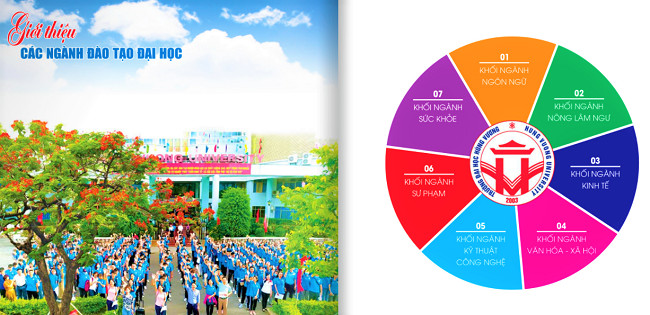 Giới thiệu
CÁC NGÀNH ĐÀO TẠO ĐẠI HỌC
UNIVERSITY
01
KHỐI NGÀNH
NGÔN NGỮ
02
KHỐI NGÀNH
NÔNG LÂM NGƯ
03
KHỐI NGÀNH
KINH TẾ
04
KHỐI NGÀNH
VĂN HÓA - XÃ HỘI
05
KHỐI NGÀNH
KỸ THUẬT
CÔNG NGHỆ
06
KHỐI NGÀNH
SƯ PHẠM
07
KHỐI NGÀNH
SỨC KHỎE
TRƯỜNG ĐẠI HỌC HÙNG VƯƠNG
HUNG VUONG UNIVERSITY
2003